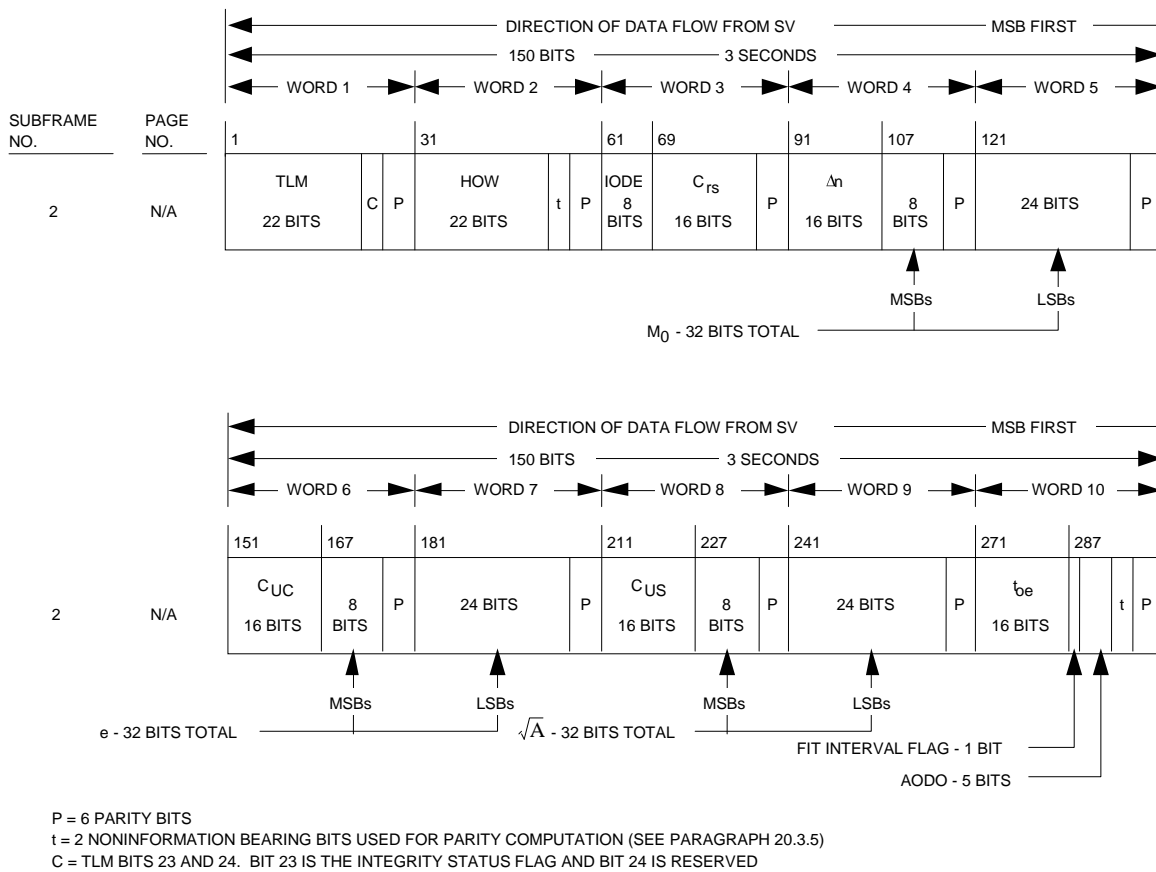 DIRECTION OF DATA FLOW FROM SV MSB FIRST
150 BITS 3 SECONDS
WORD 1 WORD 2 WORD 3 WORD 4 WORD 5
SUBFRAME NO. PAGE NO.
1 31 61 69 91 107 121
2 N/A
TLM 22 BITS C P HOW 22 BITS t P IODE 8 BITS Crs 16 BITS P Δn 16 BITS 8 BITS P 24 BITS P
MSBs LSBs
M0 - 32 BITS TOTAL
DIRECTION OF DATA FLOW FROM SV MSB FIRST
150 BITS 3 SECONDS
WORD 6 WORD 7 WORD 8 WORD 9 WORD 10
151 167 181 211 227 241 271 287
2 N/A
CUC 16 BITS 8 BITS P 24 BITS P CUS 16 BITS 8 BITS P 24 BITS P toe 16 BITS t P
MSBs LSBs MSBs LSBs
e - 32 BITS TOTAL √A - 32 BITS TOTAL
FIT INTERVAL FLAG - 1 BIT
AODO - 5 BITS
P = 6 PARITY BITS
t = 2 NONINFORMATION BEARING BITS USED FOR PARITY COMPUTATION (SEE PARAGRAPH 20.3.5)
C = TLM BITS 23 AND 24. BIT 23 IS THE INTEGRITY STATUS FLAG AND BIT 24 IS RESERVED